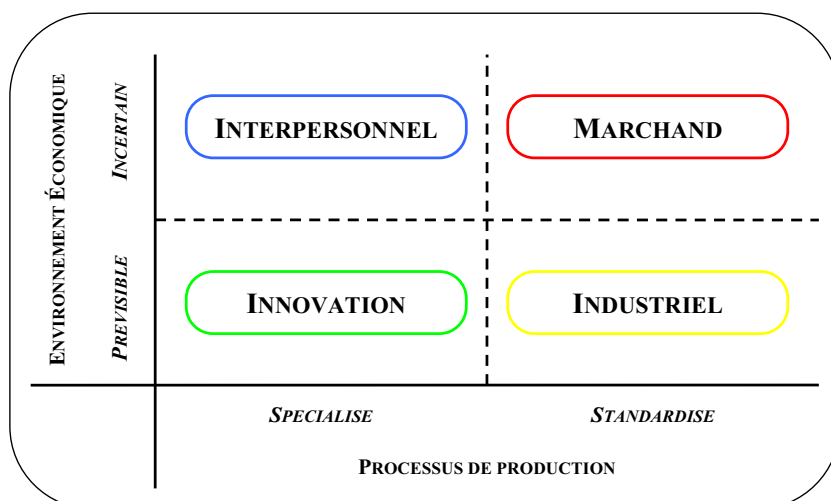 ENVIRONNEMENT ÉCONOMIQUE
INCERTAIN
INTERPERSONNEL
MARCHAND
PREVISIBLE
INNOVATION
INDUSTRIEL
SPECIALISE
STANDARDISE
PROCESSUS DE PRODUCTION